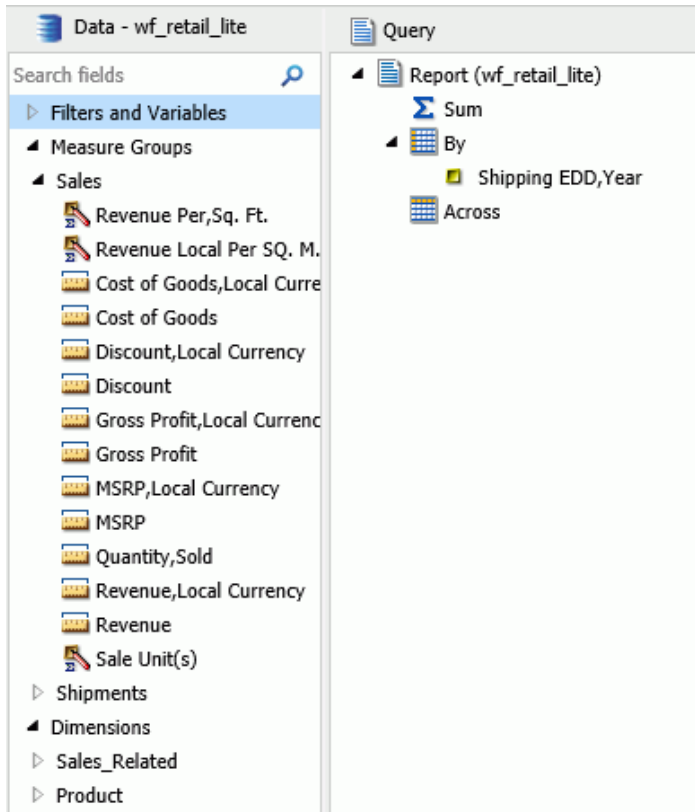 Data - wf_retail_lite
Search fields
Filters and Variables
Measure Groups
Sales
Revenue Per,Sq. Ft.
Revenue Local Per SQ. M.
Cost of Goods,Local Curre
Cost of Goods
Discount,Local Currency
Discount
Gross Profit,Local Currenc
Gross Profit
MSRP,Local Currency
MSRP
Quantity,Sold
Revenue,Local Currency
Revenue
Sale Unit(s)
Shipments
Dimensions
Sales_Related
Product
Query
Report (wf_retail_lite)
Sum
By
Shipping EDD,Year
Across